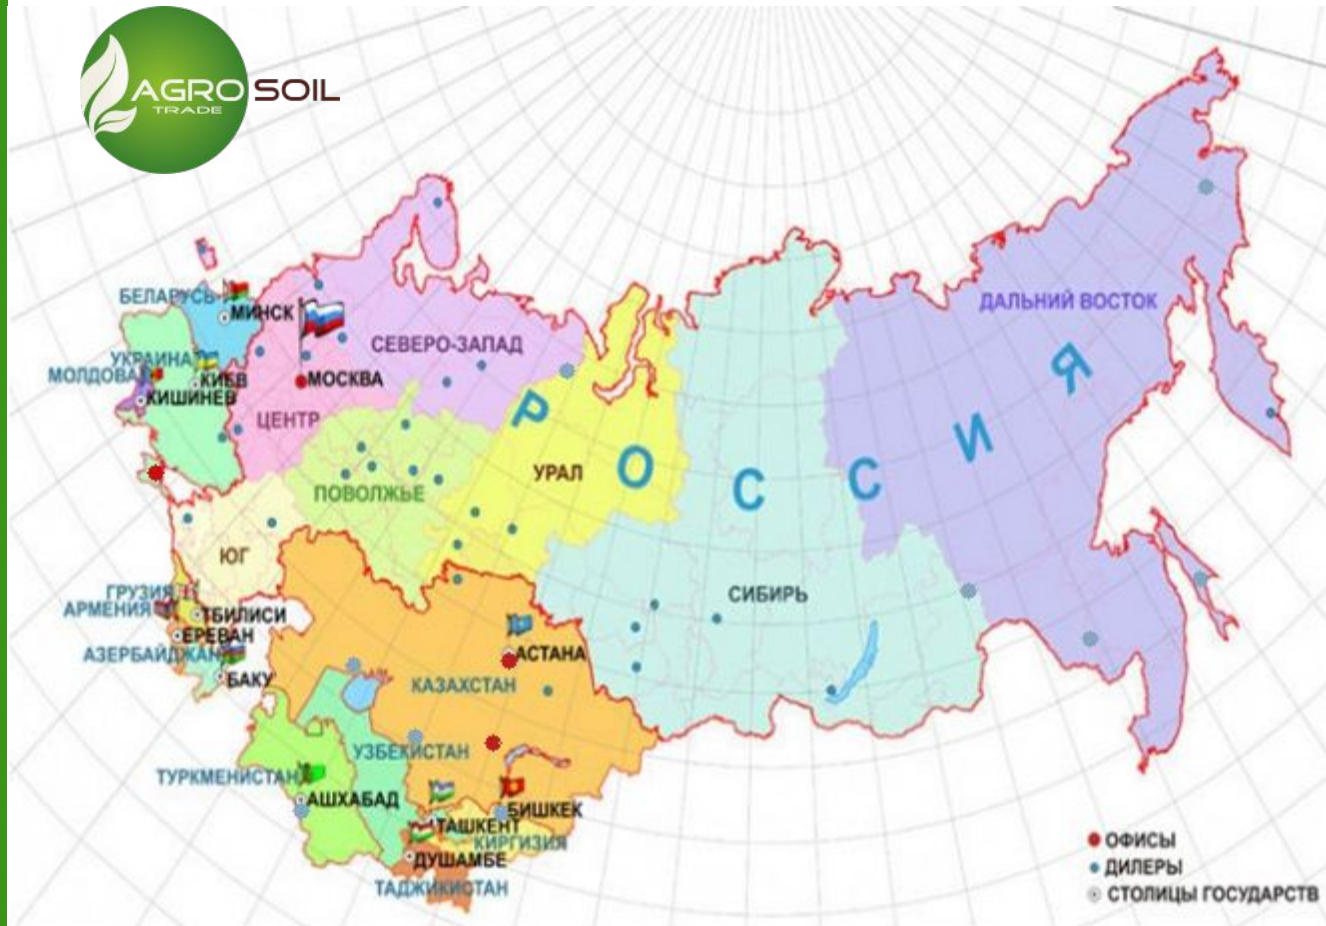 AGRO SOIL
TRADE
ДАЛЬНИЙ ВОСТОК
БЕЛАРУСЬ
МИНСК
СЕВЕРО-ЗАПАД
УКРАИНА
МОЛДОВА
КИЕВ
КИШИНЕВ
МОСКВА
ЦЕНТР
РОССИЯ
УРАЛ
ПОВОЛЖЬЕ
ЮГ
СИБИРЬ
ГРУЗИЯ
АРМЕНИЯ
ТБИЛИСИ
ЕРЕВАН
АЗЕРБАЙДЖАН
БАКУ
АСТАНА
КАЗАХСТАН
УЗБЕКИСТАН
ТУРКМЕНИСТАН
АШХАБАД
БИШКЕК
ТАШКЕНТ
КИРГИЗИЯ
ДУШАМБЕ
ТАДЖИКИСТАН
ОФИСЫ
ДИЛЕРЫ
СТОЛИЦЫ ГОСУДАРСТВ